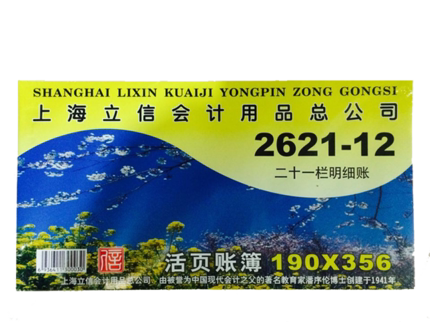 SHANGHAI LIXIN KUAIJI YONGPIN ZONG GONGSI
上海立信会计用品总公司
2621-12
二十一栏明细账
信
活页账簿 190X356
上海立信会计用品总公司 由被誉为中国现代会计之父的著名教育家潘序伦博士创建于1941年